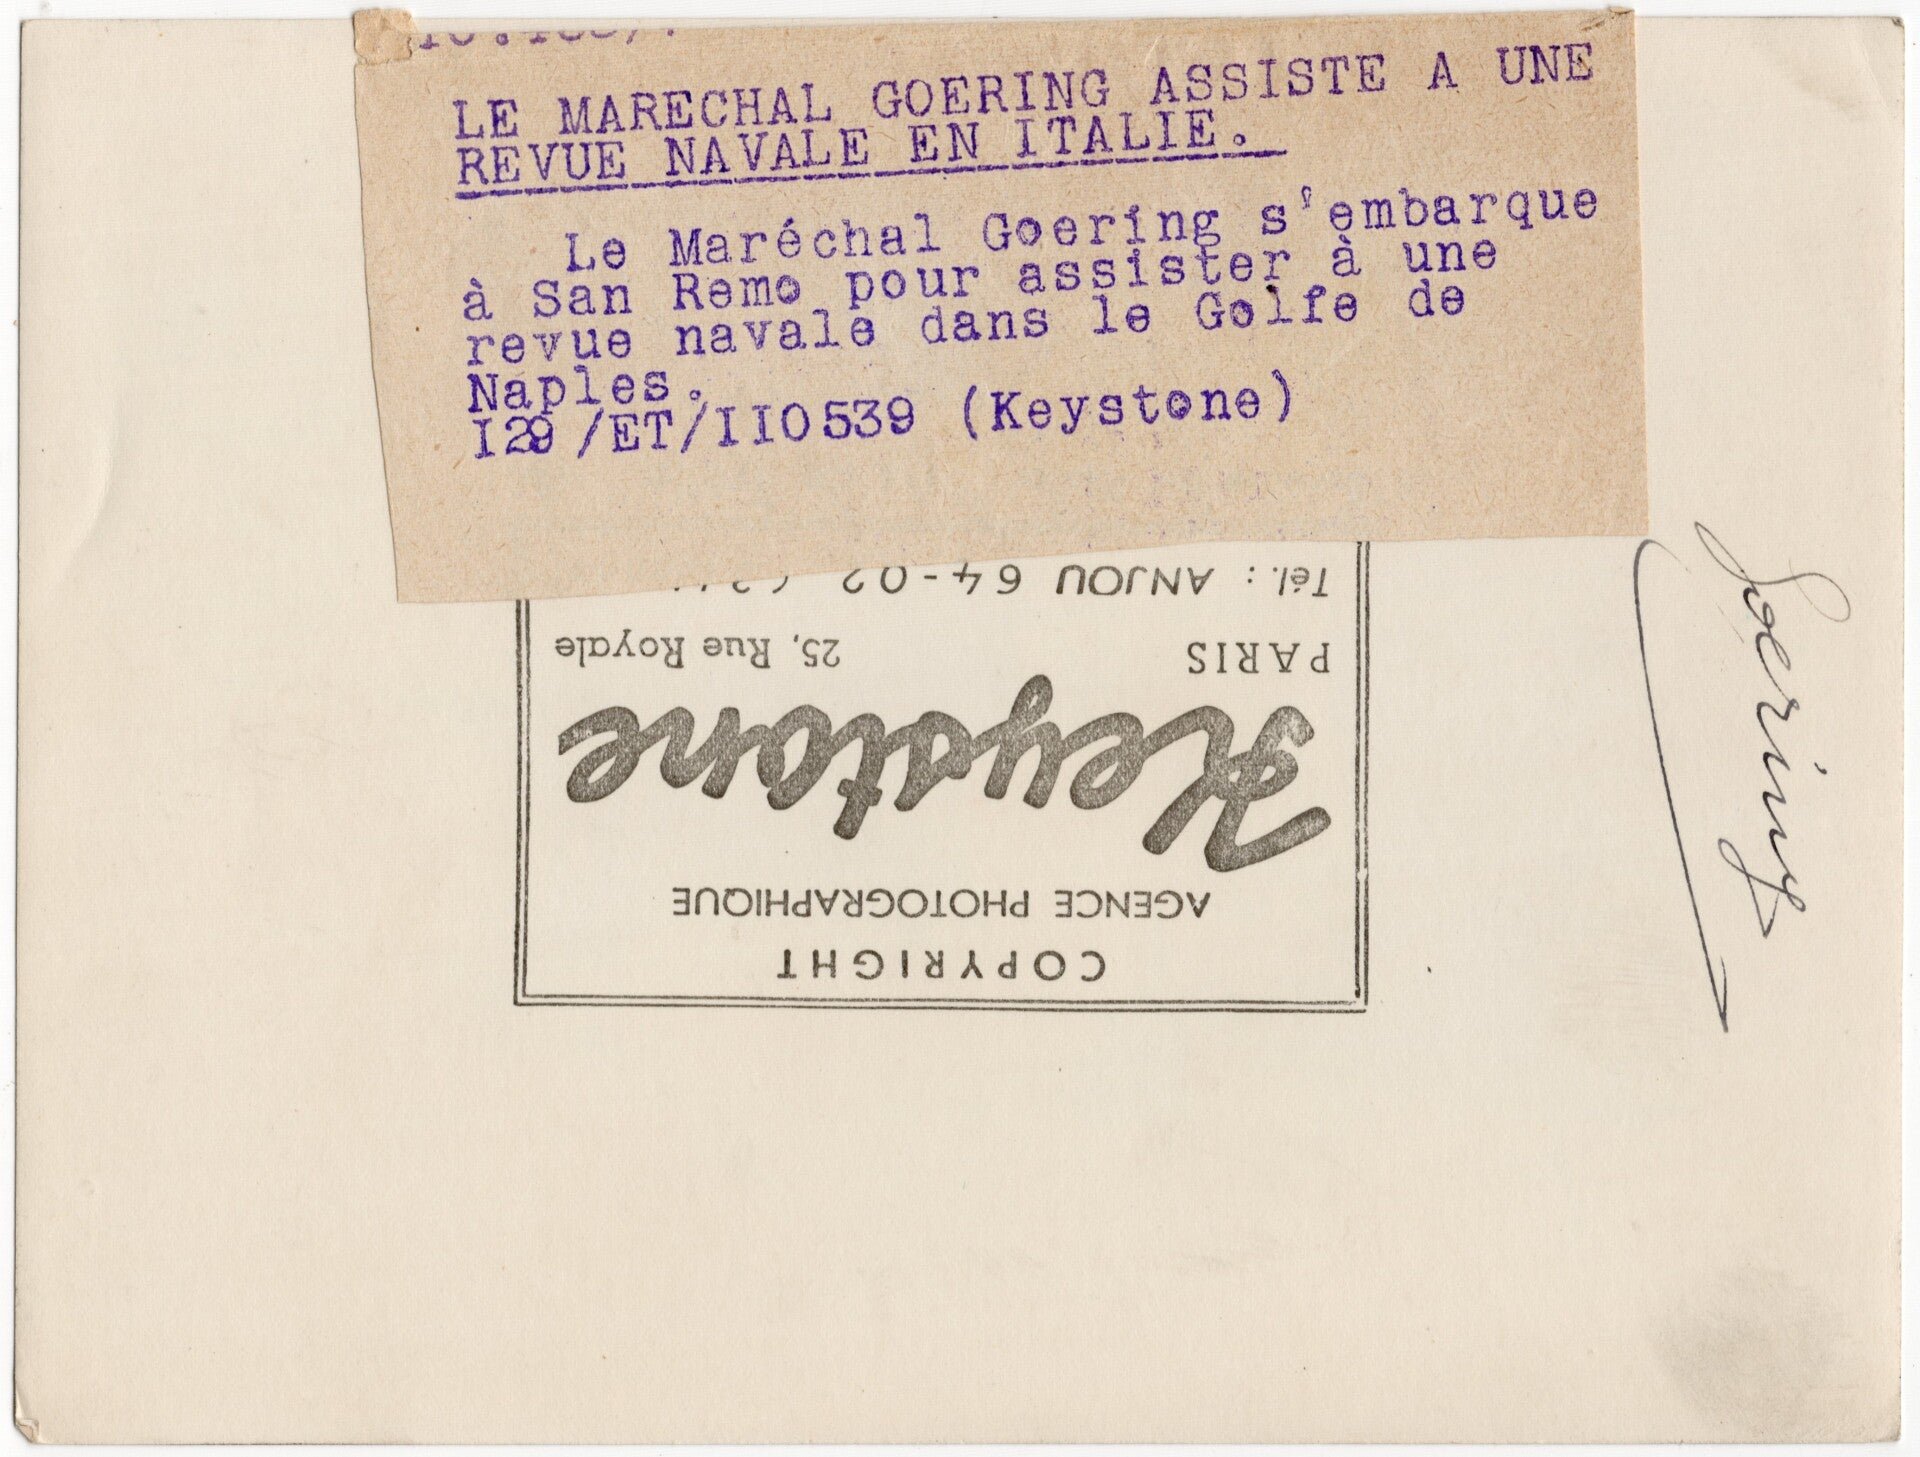 LE MARECHAL GOERING ASSISTE A UNE
REVUE NAVALE EN ITALIE.
Le Maréchal Goering s'embarque
à San Remo pour assister à une
revue navale dans le Golfe de
Naples.
I29/ET/IIO539 (Keystone)
COPYRIGHT
AGENCE PHOTOGRAPHIQUE
Keystone
PARIS 25, Rue Royale
Tél. : ANJOU 64-02
Goering